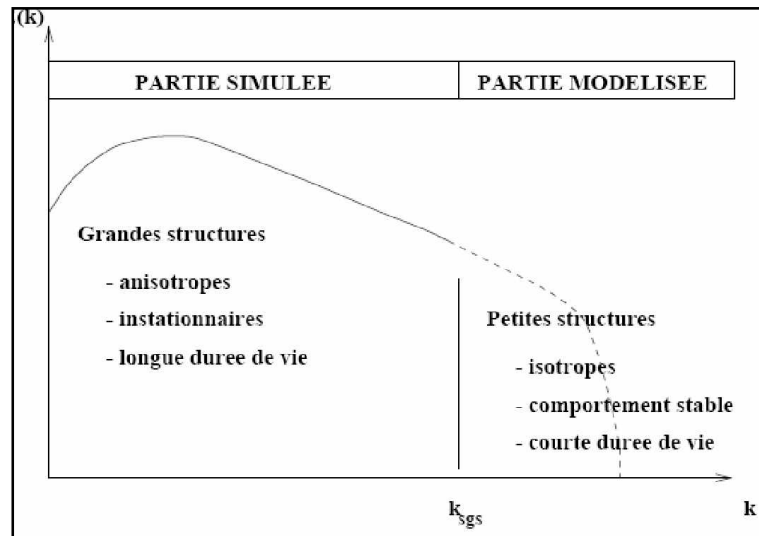 (k)
PARTIE SIMULEE PARTIE MODELISEE
Grandes structures
- anisotropes
- instationnaires
- longue duree de vie
Petites structures
- isotropes
- comportement stable
- courte duree de vie
k sgs
k